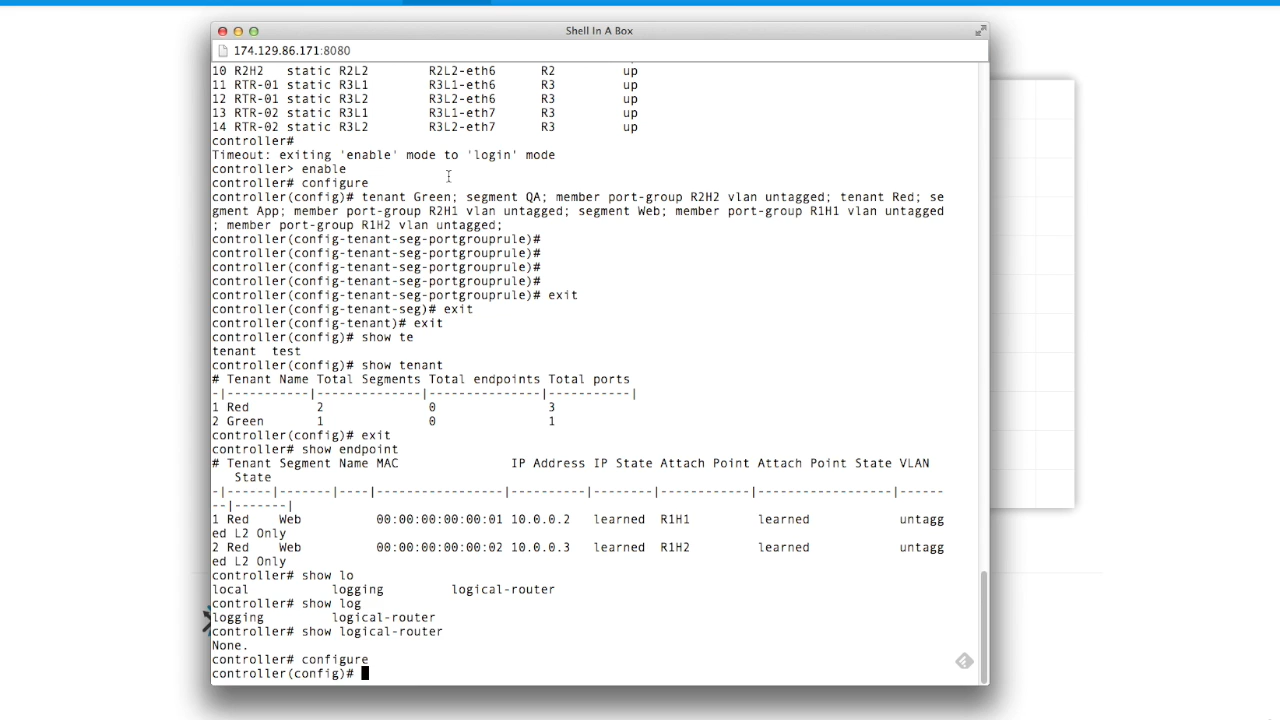 Shell In A Box
174.129.86.171:8080
10 R2H2   static R2L2        R2L2-eth6      R2         up
11 RTR-01 static R3L1        R3L1-eth6      R3         up
12 RTR-01 static R3L2        R3L2-eth6      R3         up
13 RTR-02 static R3L1        R3L1-eth7      R3         up
14 RTR-02 static R3L2        R3L2-eth7      R3         up
controller#
Timeout: exiting 'enable' mode to 'login' mode
controller> enable
controller# configure
controller(config)# tenant Green; segment QA; member port-group R2H2 vlan untagged; tenant Red; se
gment App; member port-group R2H1 vlan untagged; segment Web; member port-group R1H1 vlan untagged
; member port-group R1H2 vlan untagged;
controller(config-tenant-seg-portgrouprule)#
controller(config-tenant-seg-portgrouprule)#
controller(config-tenant-seg-portgrouprule)#
controller(config-tenant-seg-portgrouprule)#
controller(config-tenant-seg-portgrouprule)# exit
controller(config-tenant-seg)# exit
controller(config-tenant)# exit
controller(config)# show te
tenant  test
controller(config)# show tenant
# Tenant Name Total Segments Total endpoints Total ports
-|-----------|--------------|---------------|-----------|
1 Red         2              0               3
2 Green       1              0               1
controller(config)# exit
controller# show endpoint
# Tenant Segment Name MAC               IP Address IP State Attach Point Attach Point State VLAN
   State
-|------|-------|----|-----------------|----------|--------|------------|------------------|------
--|-------|
1 Red    Web          00:00:00:00:00:01 10.0.0.2   learned  R1H1         learned            untagg
ed L2 Only
2 Red    Web          00:00:00:00:00:02 10.0.0.3   learned  R1H2         learned            untagg
ed L2 Only
controller# show lo
local           logging         logical-router
controller# show log
logging         logical-router
controller# show logical-router
None.
controller# configure
controller(config)#